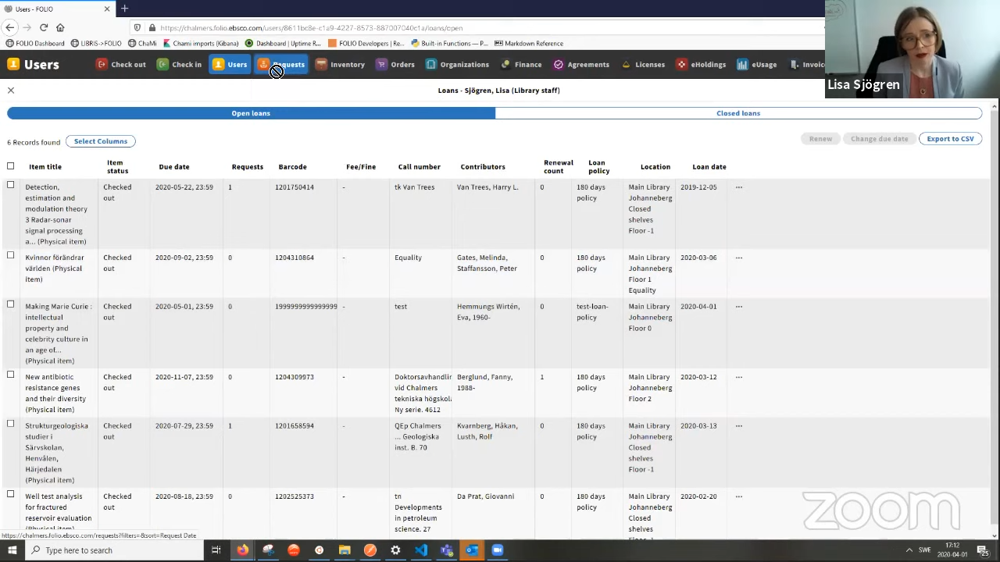 Users - FOLIO
https://chalmers.folio.ebsco.com/users/8611bc8e-c1a9-4227-8573-887007040c1a/loans/open
FOLIO Dashboard LIBRIS->FOLIO ChaMi Chami imports (Kibana) Dashboard | Uptime R... FOLIO Developers | Re... Built-in Functions — P... Markdown Reference
Users Check out Check in Users Requests Inventory Orders Organizations Finance Agreements Licenses eHoldings eUsage Invoic
Lisa Sjögren
Loans - Sjögren, Lisa (Library staff)
Open loans Closed loans
6 Records found Select Columns Renew Change due date Export to CSV
Item title Item status Due date Requests Barcode Fee/Fine Call number Contributors Renewal count Loan policy Location Loan date
Detection, Checked 2020-05-22, 23:59 1 1201750414 - tk Van Trees Van Trees, Harry L. 0 180 days Main Library 2019-12-05 ...
estimation and out policy Johanneberg
modulation theory Closed
3 Radar-sonar shelves
signal processing Floor -1
a... (Physical item)
Kvinnor förändrar Checked 2020-09-02, 23:59 0 1204310864 - Equality Gates, Melinda, 0 180 days Main Library 2020-03-06 ...
världen (Physical out Staffansson, Peter policy Johanneberg
item) Floor 1
Equality
Making Marie Curie : Checked 2020-05-01, 23:59 0 1999999999999999 - test Hemmungs Wirtén, 0 test-loan- Main Library 2020-04-01 ...
intellectual out Eva, 1960- policy Johanneberg
property and Floor 0
celebrity culture in
an age of...
(Physical item)
New antibiotic Checked 2020-11-07, 23:59 0 1204309973 - Doktorsavhandlin Berglund, Fanny, 1 180 days Main Library 2020-03-12 ...
resistance genes out vid Chalmers 1988- policy Johanneberg
and their diversity tekniska högskola Floor 2
(Physical item) Ny serie. 4612
Strukturgeologiska Checked 2020-07-29, 23:59 1 1201658594 - QEp Chalmers Kvarnberg, Håkan, 0 180 days Main Library 2020-03-13 ...
studier i out ... Geologiska Lusth, Rolf policy Johanneberg
Särvskolan, inst. B. 70 Closed
Henvålen, shelves
Härjedalen Floor -1
(Physical item)
Well test analysis Checked 2020-08-18, 23:59 0 1202525373 - tn Da Prat, Giovanni 0 180 days Main Library 2020-02-20 ...
for fractured out Developments policy Johanneberg
reservoir evaluation in petroleum Closed
(Physical item) science. 27 shelves
Floor -1
zoom
https://chalmers.folio.ebsco.com/requests?filters=&sort=Request Date
Type here to search SWE 17:12
2020-04-01 25